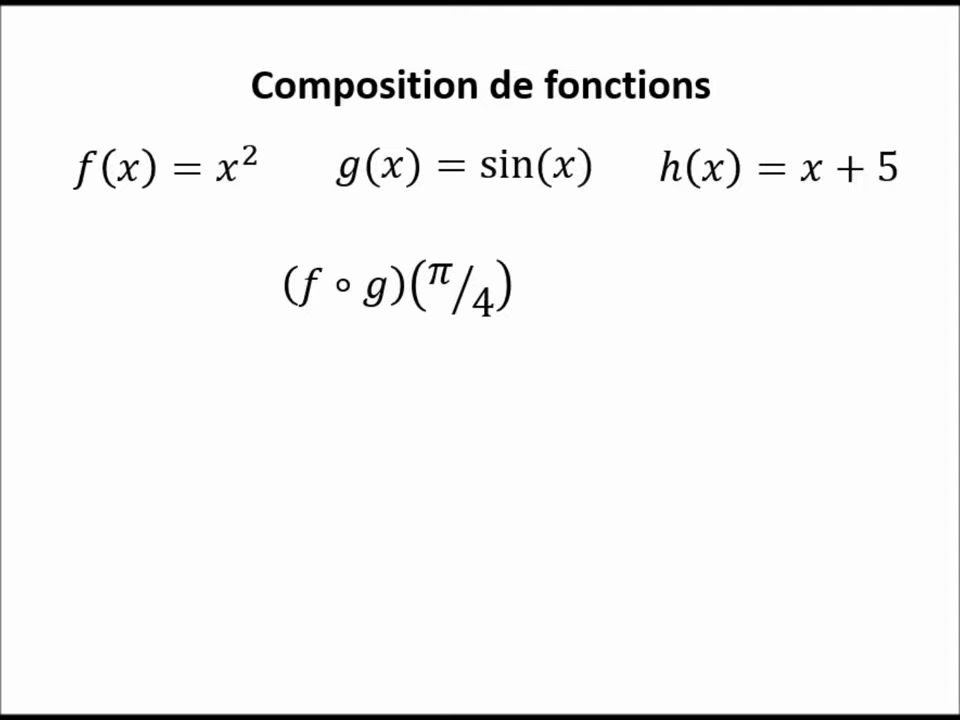 Composition de fonctions
f(x) = x² g(x) = sin(x) h(x) = x + 5
(f ∘ g)(π/4)